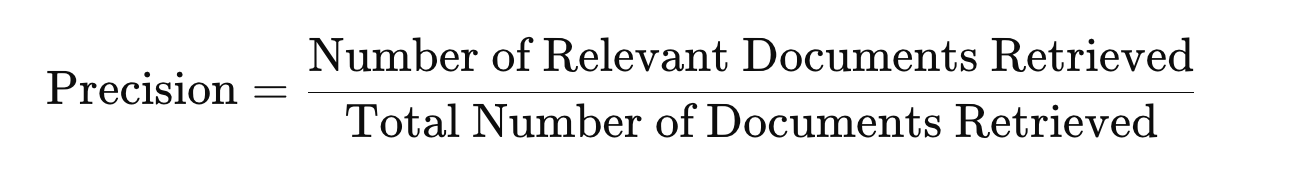 Precision = Number of Relevant Documents Retrieved
Total Number of Documents Retrieved